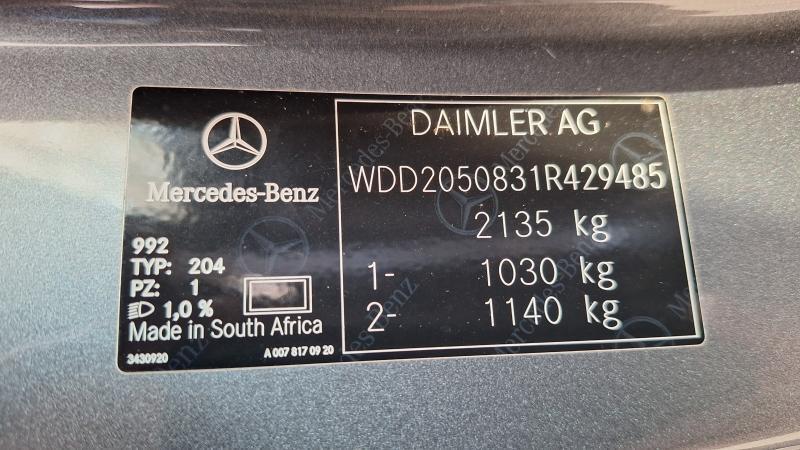 Mercedes-Benz
992
TYP: 204
PZ: 1
1,0 %
Made in South Africa
3430920
A 007 817 09 20
DAIMLER AG
WDD2050831R429485
2135 kg
1- 1030 kg
2- 1140 kg